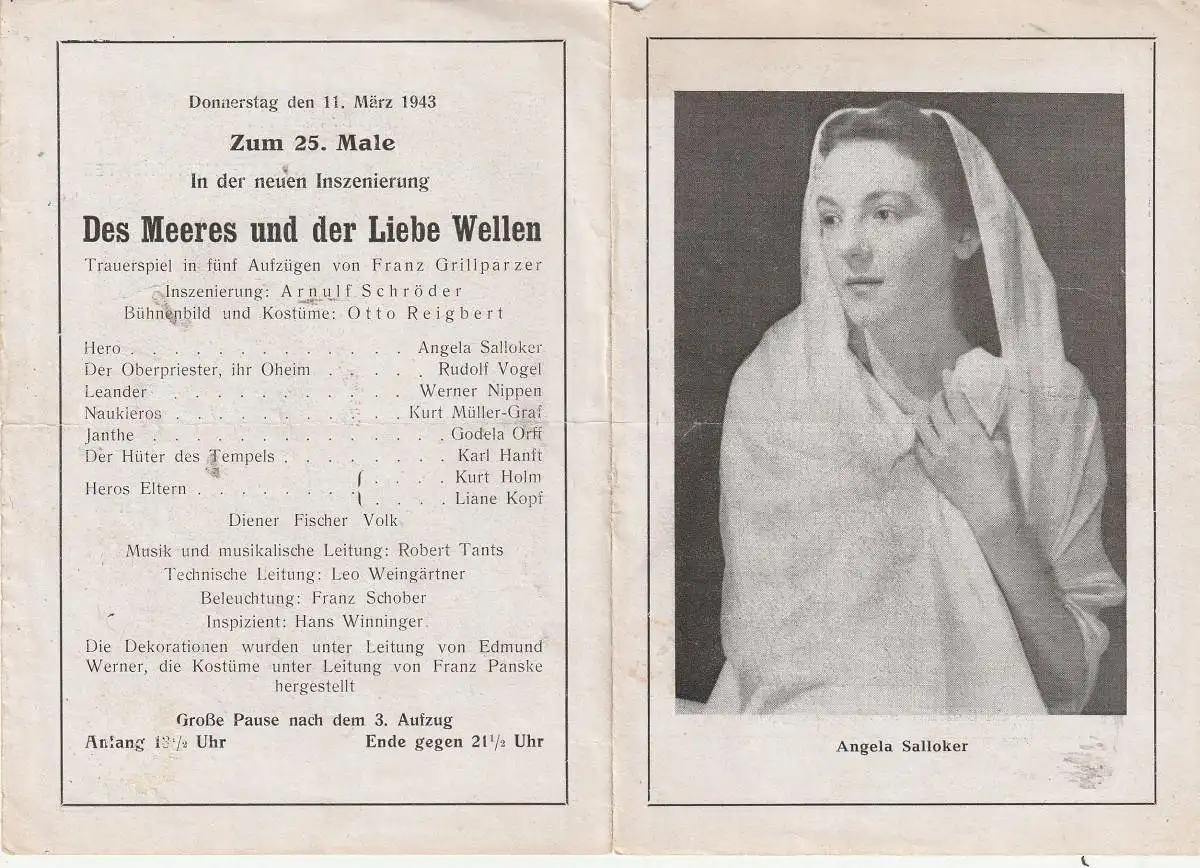 Donnerstag den 11. März 1943
Zum 25. Male
In der neuen Inszenierung
Des Meeres und der Liebe Wellen
Trauerspiel in fünf Aufzügen von Franz Grillparzer
Inszenierung: Arnulf Schröder
Bühnenbild und Kostüme: Otto Reigbert
Hero . . . . . . . . . . . . . Angela Salloker
Der Oberpriester, ihr Oheim . . . . . Rudolf Vogel
Leander . . . . . . . . . . . Werner Nippen
Naukleros . . . . . . . . . . . Kurt Müller-Graf
Janthe . . . . . . . . . . . . . . Godela Orff
Der Hüter des Tempels . . . . . . . . Karl Hanft
Heros Eltern . . . . . . . { . . . . Kurt Holm
. . . . Liane Kopf
Diener Fischer Volk
Musik und musikalische Leitung: Robert Tants
Technische Leitung: Leo Weingärtner
Beleuchtung: Franz Schober
Inspizient: Hans Winninger
Die Dekorationen wurden unter Leitung von Edmund
Werner, die Kostüme unter Leitung von Franz Panske
hergestellt
Große Pause nach dem 3. Aufzug
Anfang Uhr Ende gegen 21½ Uhr
Angela Salloker